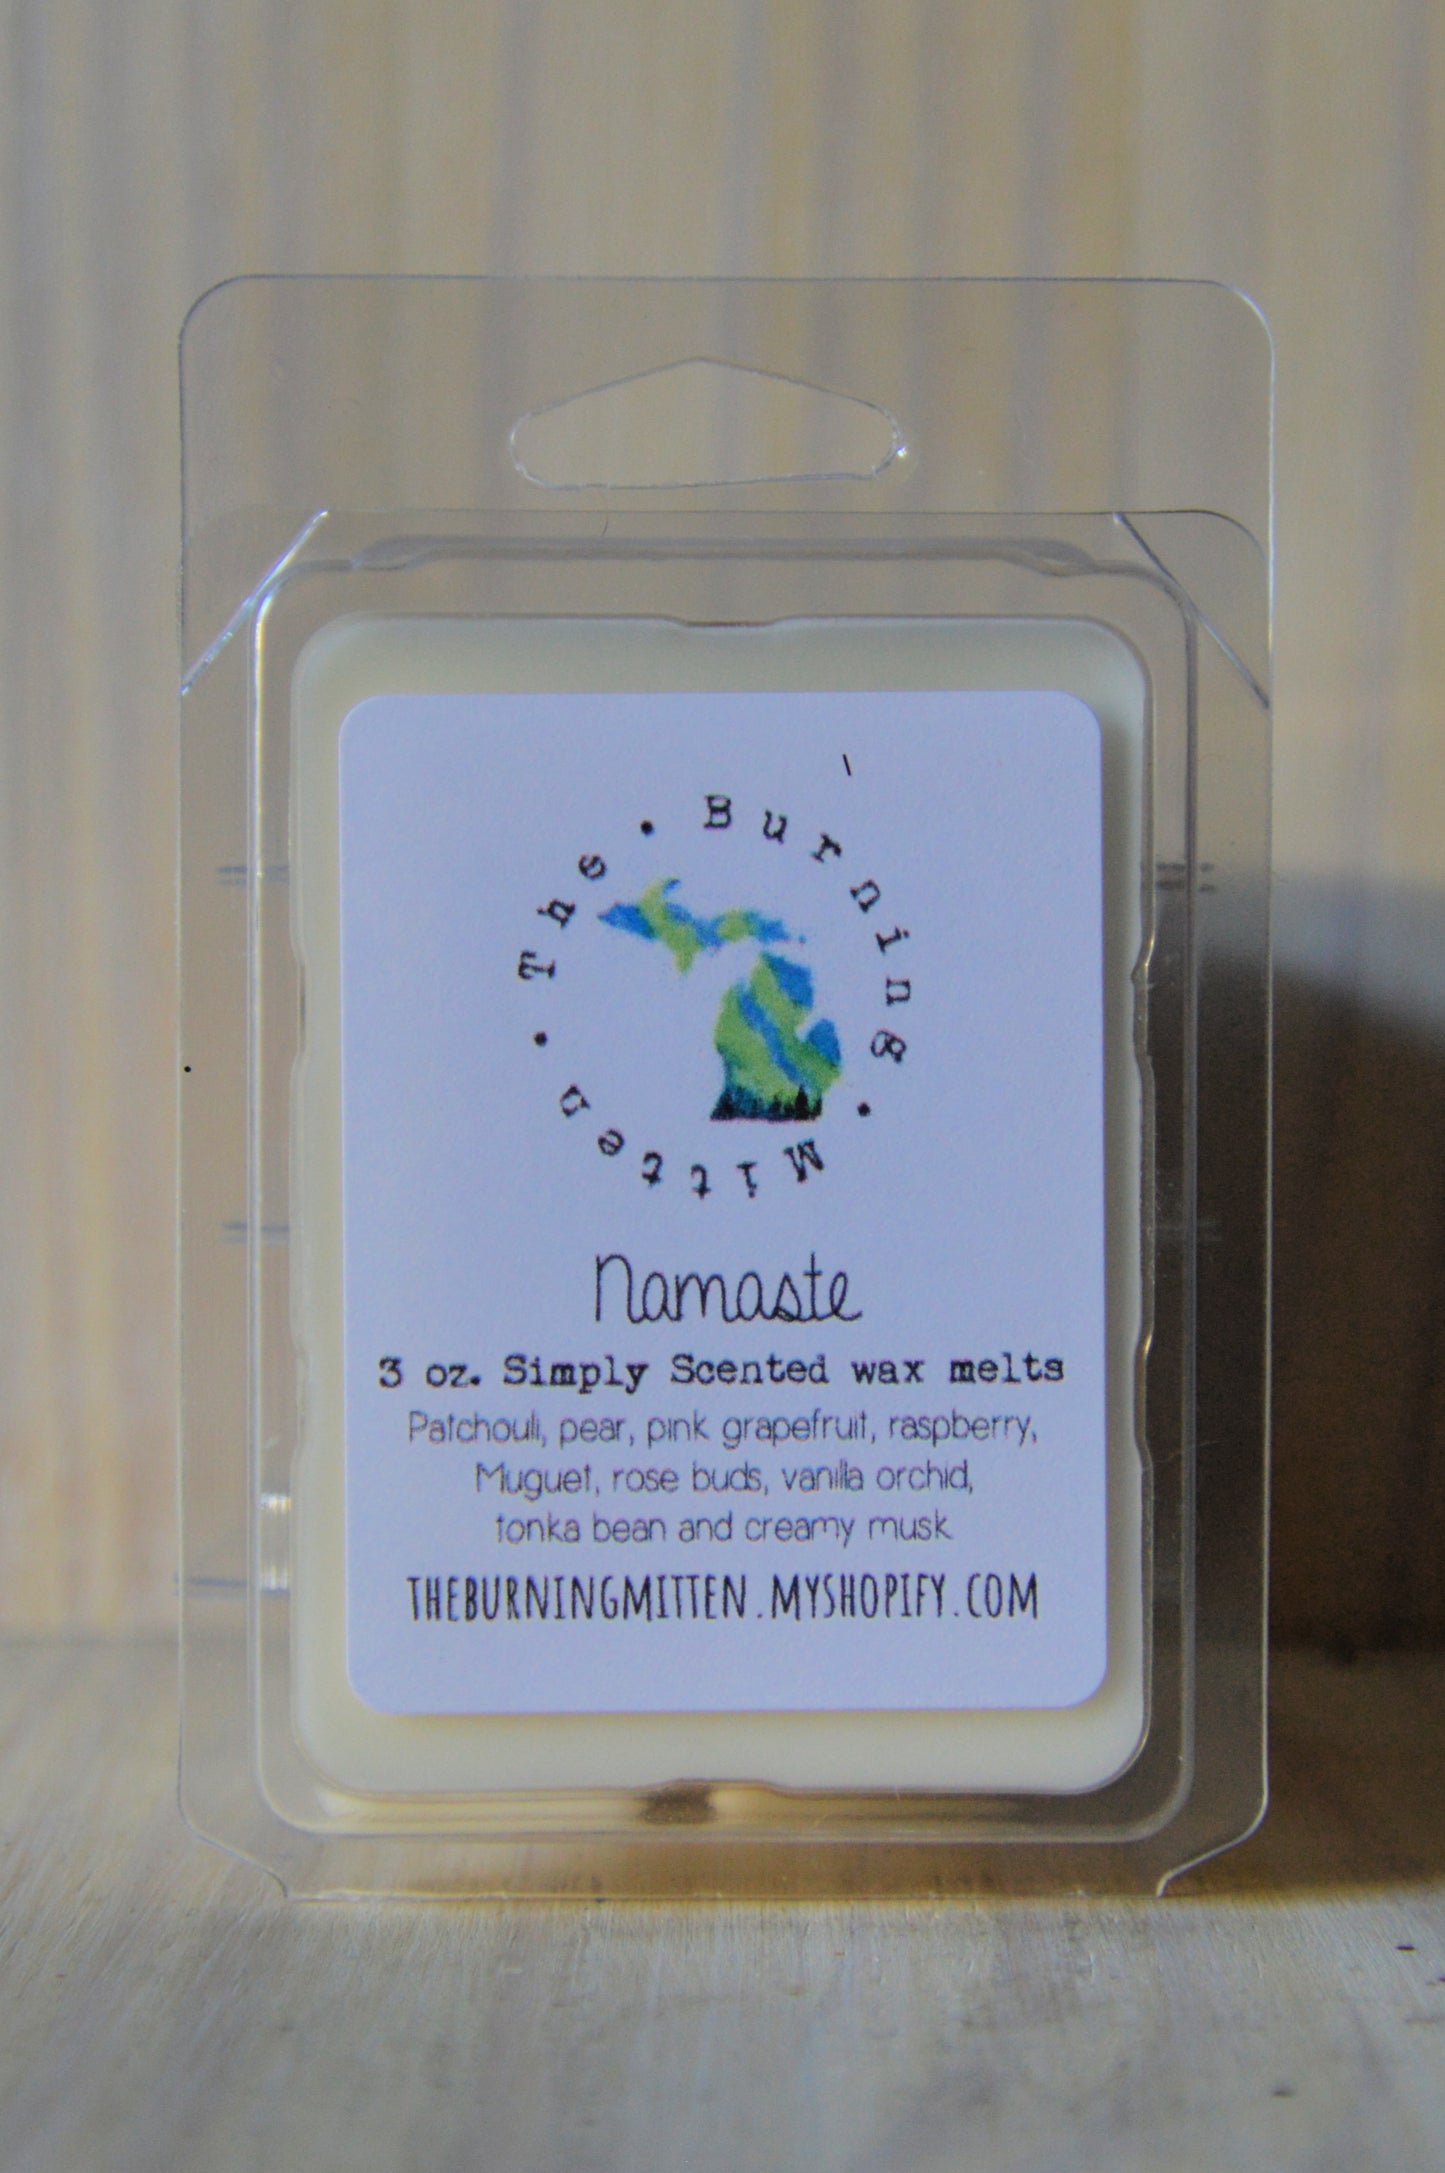 The • Burning • Mitten •
Namaste
3 oz. Simply Scented wax melts
Patchouli, pear, pink grapefruit, raspberry,
Muguet, rose buds, vanilla orchid,
tonka bean and creamy musk
THEBURNINGMITTEN.MYSHOPIFY.COM